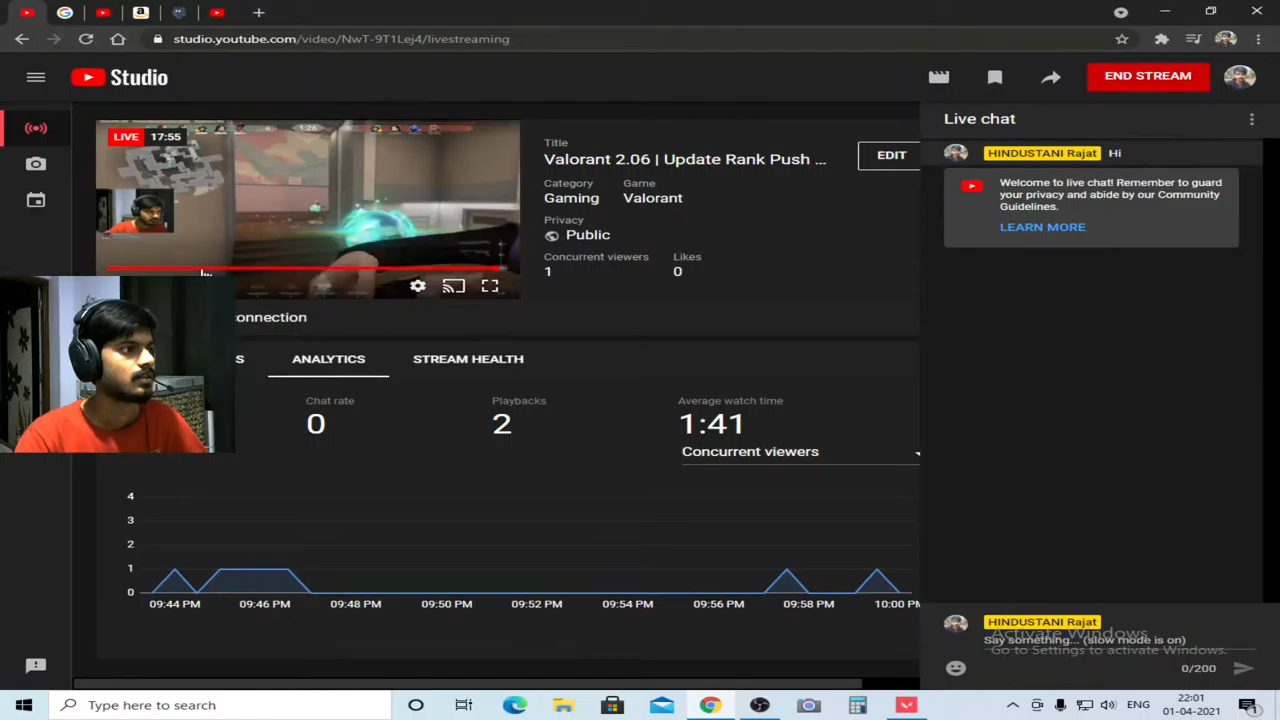 studio.youtube.com/video/NwT-9T1Lej4/livestreaming
Studio
END STREAM
LIVE 17:55
1:26
Title
Valorant 2.06 | Update Rank Push ...
EDIT
Category
Gaming
Game
Valorant
Privacy
Public
Concurrent viewers
1
Likes
0
onnection
S
ANALYTICS
STREAM HEALTH
Chat rate
0
Playbacks
2
Average watch time
1:41
Concurrent viewers
4
3
2
1
0
09:44 PM
09:46 PM
09:48 PM
09:50 PM
09:52 PM
09:54 PM
09:56 PM
09:58 PM
10:00 PM
Live chat
HINDUSTANI Rajat Hi
Welcome to live chat! Remember to guard
your privacy and abide by our Community
Guidelines.
LEARN MORE
HINDUSTANI Rajat
Say something... (slow mode is on)
Activate Windows
Go to Settings to activate Windows.
0/200
Type here to search
ENG
22:01
01-04-2021